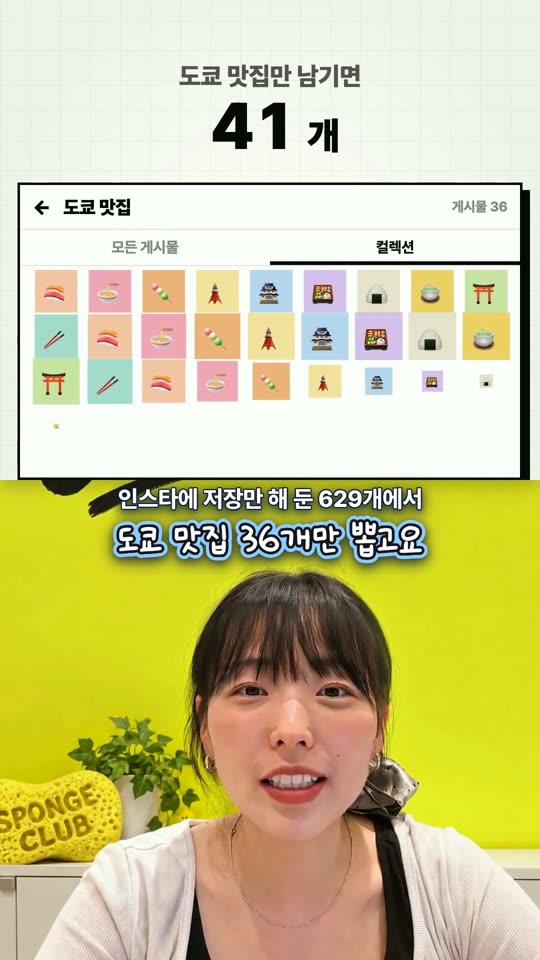 도쿄 맛집만 남기면
41 개
← 도쿄 맛집 게시물 36
모든 게시물 컬렉션
인스타에 저장만 해 둔 629개에서
도쿄 맛집 36개만 뽑고요
SPONGE
CLUB